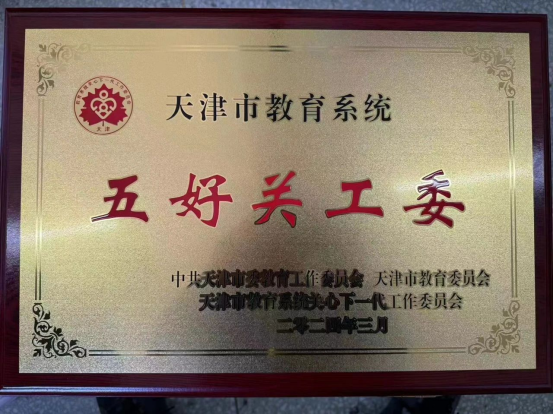 天津市教育系统
五好关工委
中共天津市委教育工作委员会 天津市教育委员会
天津市教育系统关心下一代工作委员会
二零二四年三月
天津